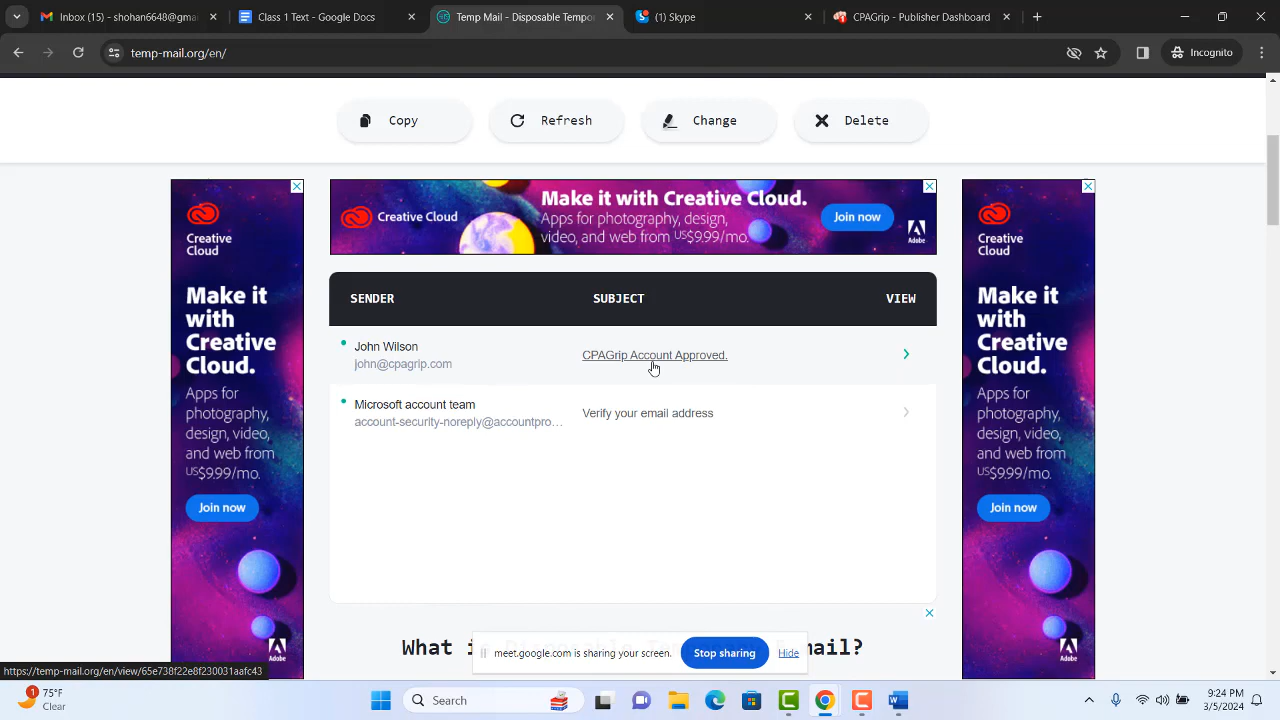 Inbox (15) - shohan6648@gmai
Class 1 Text - Google Docs
Temp Mail - Disposable Tempor
(1) Skype
CPAGrip - Publisher Dashboard
temp-mail.org/en/
Incognito
Copy
Refresh
Change
Delete
Creative Cloud
Make it with Creative Cloud.
Apps for photography, design,
video, and web from US$9.99/mo.
Join now
Adobe
Creative
Cloud
Make it
with
Creative
Cloud.
Apps for
photography,
design, video,
and web from
US$9.99/mo.
Join now
Adobe
SENDER SUBJECT VIEW
John Wilson
john@cpagrip.com
CPAGrip Account Approved.
Microsoft account team
account-security-noreply@accountpro…
Verify your email address
Creative
Cloud
Make it
with
Creative
Cloud.
Apps for
photography,
design, video,
and web from
US$9.99/mo.
Join now
Adobe
What
mail?
meet.google.com is sharing your screen.
Stop sharing
Hide
https://temp-mail.org/en/view/65e738f22e8f230031aafc43
1
75°F
Clear
Search
9:24 PM
3/5/2024